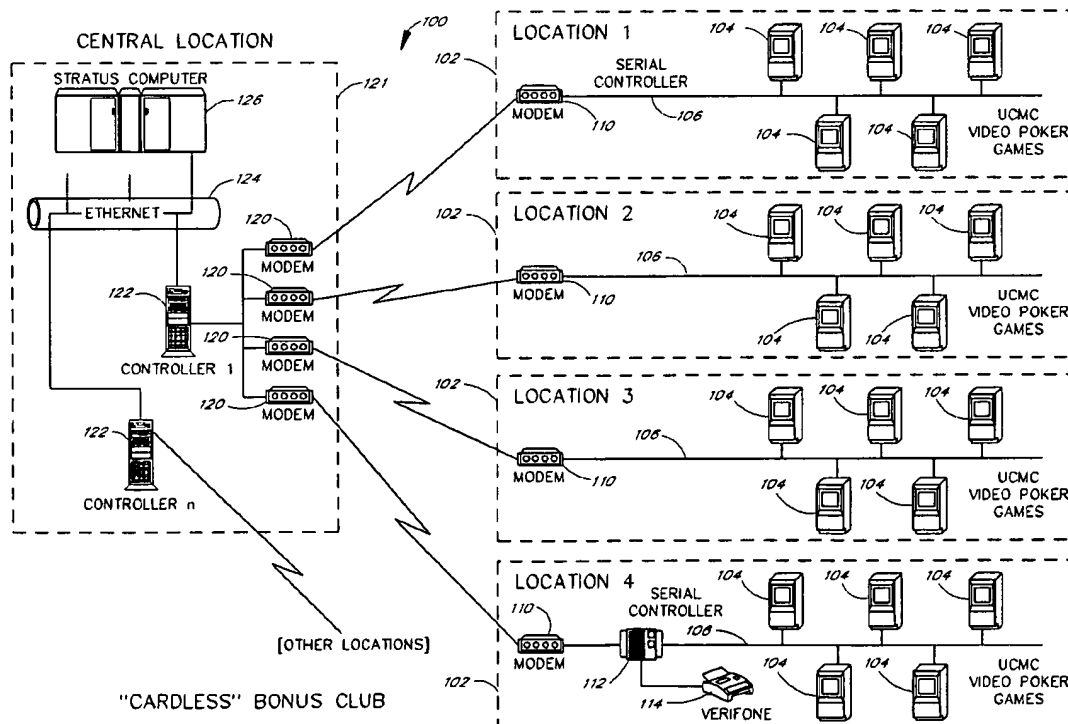 CENTRAL LOCATION
STRATUS COMPUTER
126
121
124
ETHERNET
120
MODEM
120
MODEM
120
MODEM
120
MODEM
122
CONTROLLER 1
122
CONTROLLER n
[OTHER LOCATIONS]
"CARDLESS" BONUS CLUB
100
LOCATION 1
102
SERIAL
CONTROLLER
104
104
104
MODEM
110
106
104
104
UCMC
VIDEO POKER
GAMES
LOCATION 2
102
104
104
104
MODEM
110
106
104
104
UCMC
VIDEO POKER
GAMES
LOCATION 3
102
104
104
104
MODEM
110
106
104
104
UCMC
VIDEO POKER
GAMES
LOCATION 4
104
104
104
SERIAL
CONTROLLER
110
MODEM
106
112
114
VERIFONE
102
104
104
UCMC
VIDEO POKER
GAMES